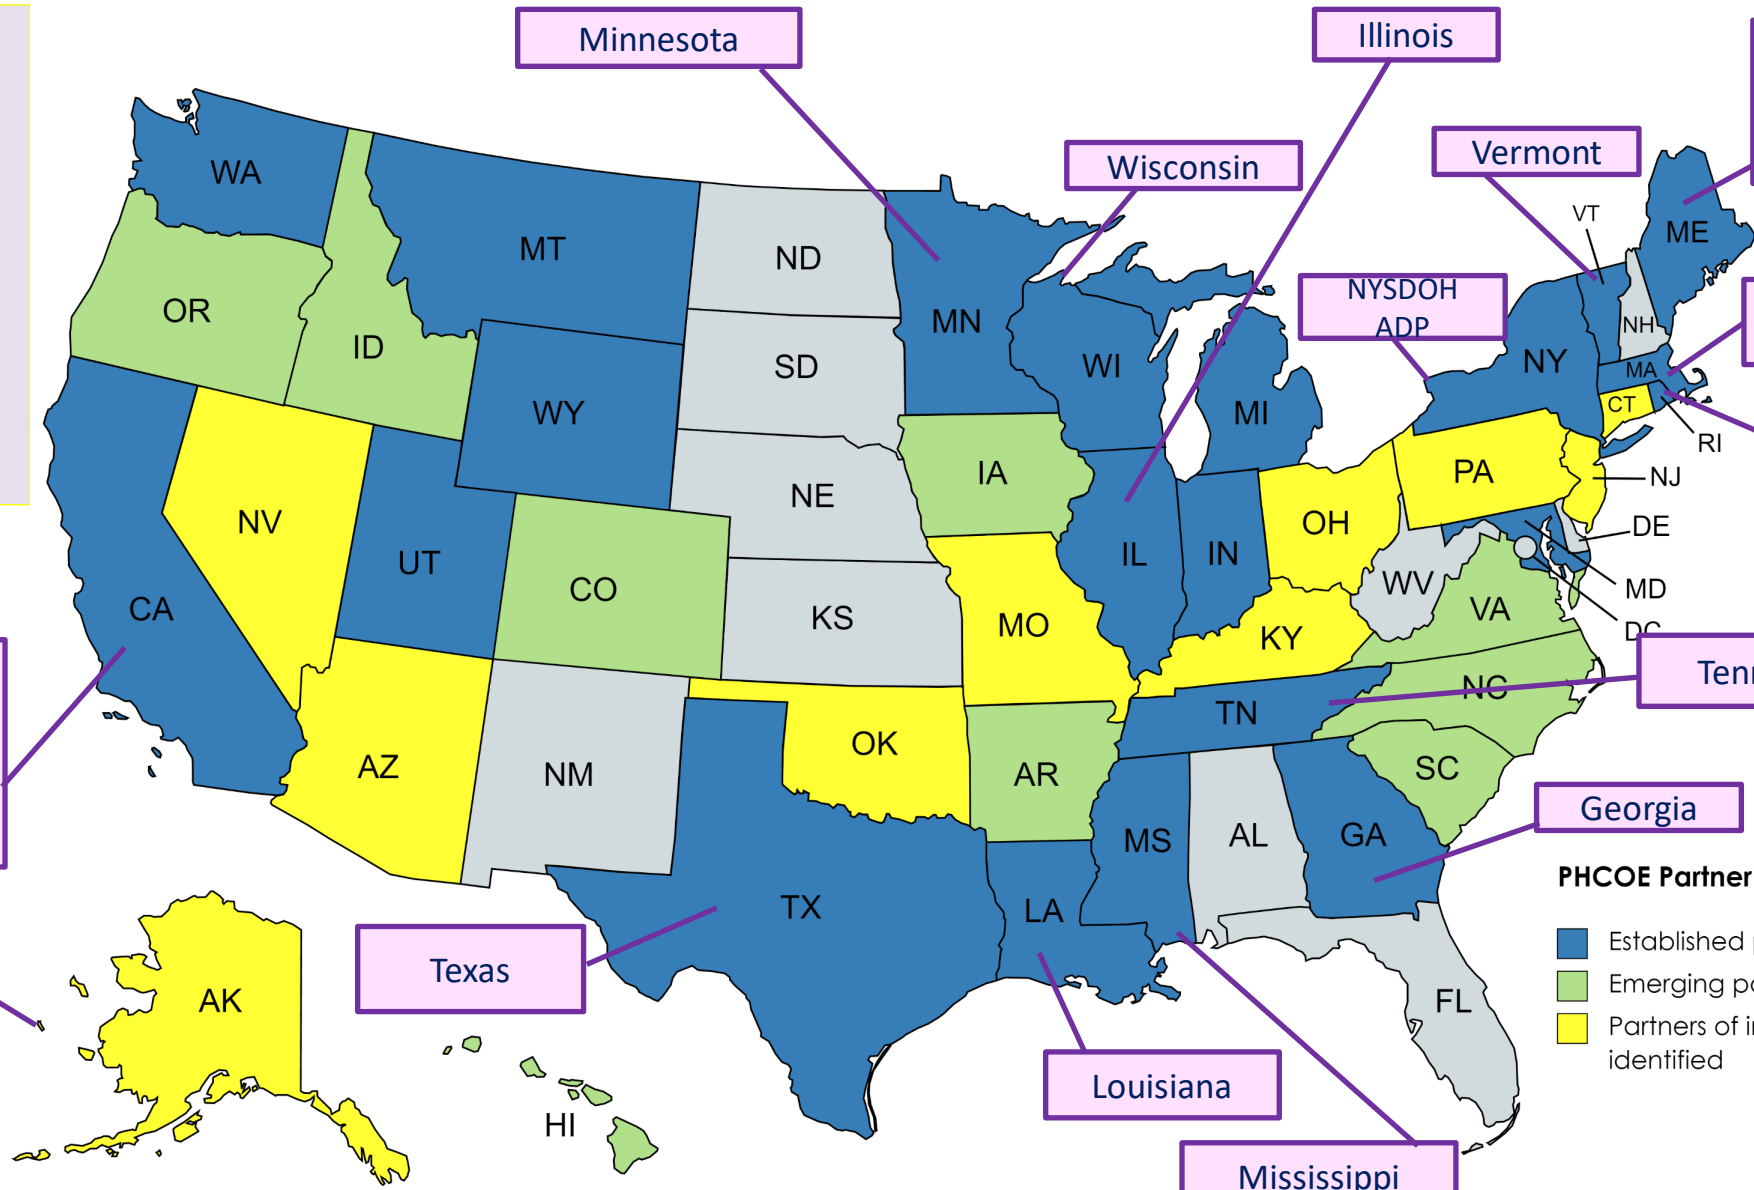 Minnesota
Illinois
Wisconsin
Vermont
NYSDOH
ADP
WA
MT
ND
MN
OR
ID
SD
WI
MI
WY
VT
ME
NH
NY
MA
CT
RI
IA
NE
PA
NJ
NV
UT
CO
IL
IN
OH
DE
CA
KS
MO
WV
VA
MD
DC
KY
NC
TN
AZ
NM
OK
AR
SC
MS
AL
GA
Georgia
TX
LA
Texas
FL
AK
HI
Louisiana
Mississippi
PHCOE Partner
Established
Emerging
Partners of
identified